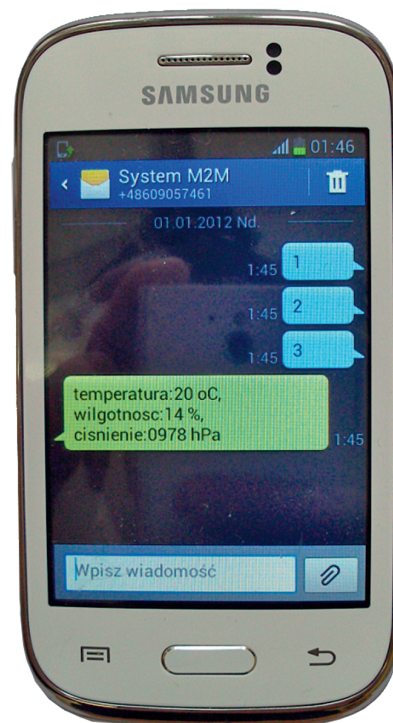 SAMSUNG
01:46
System M2M
+48609057461
01.01.2012 Nd.
1
1:45
2
1:45
3
1:45
temperatura:20 oC,
wilgotnosc:14 %,
cisnienie:0978 hPa
1:45
Wpisz wiadomość